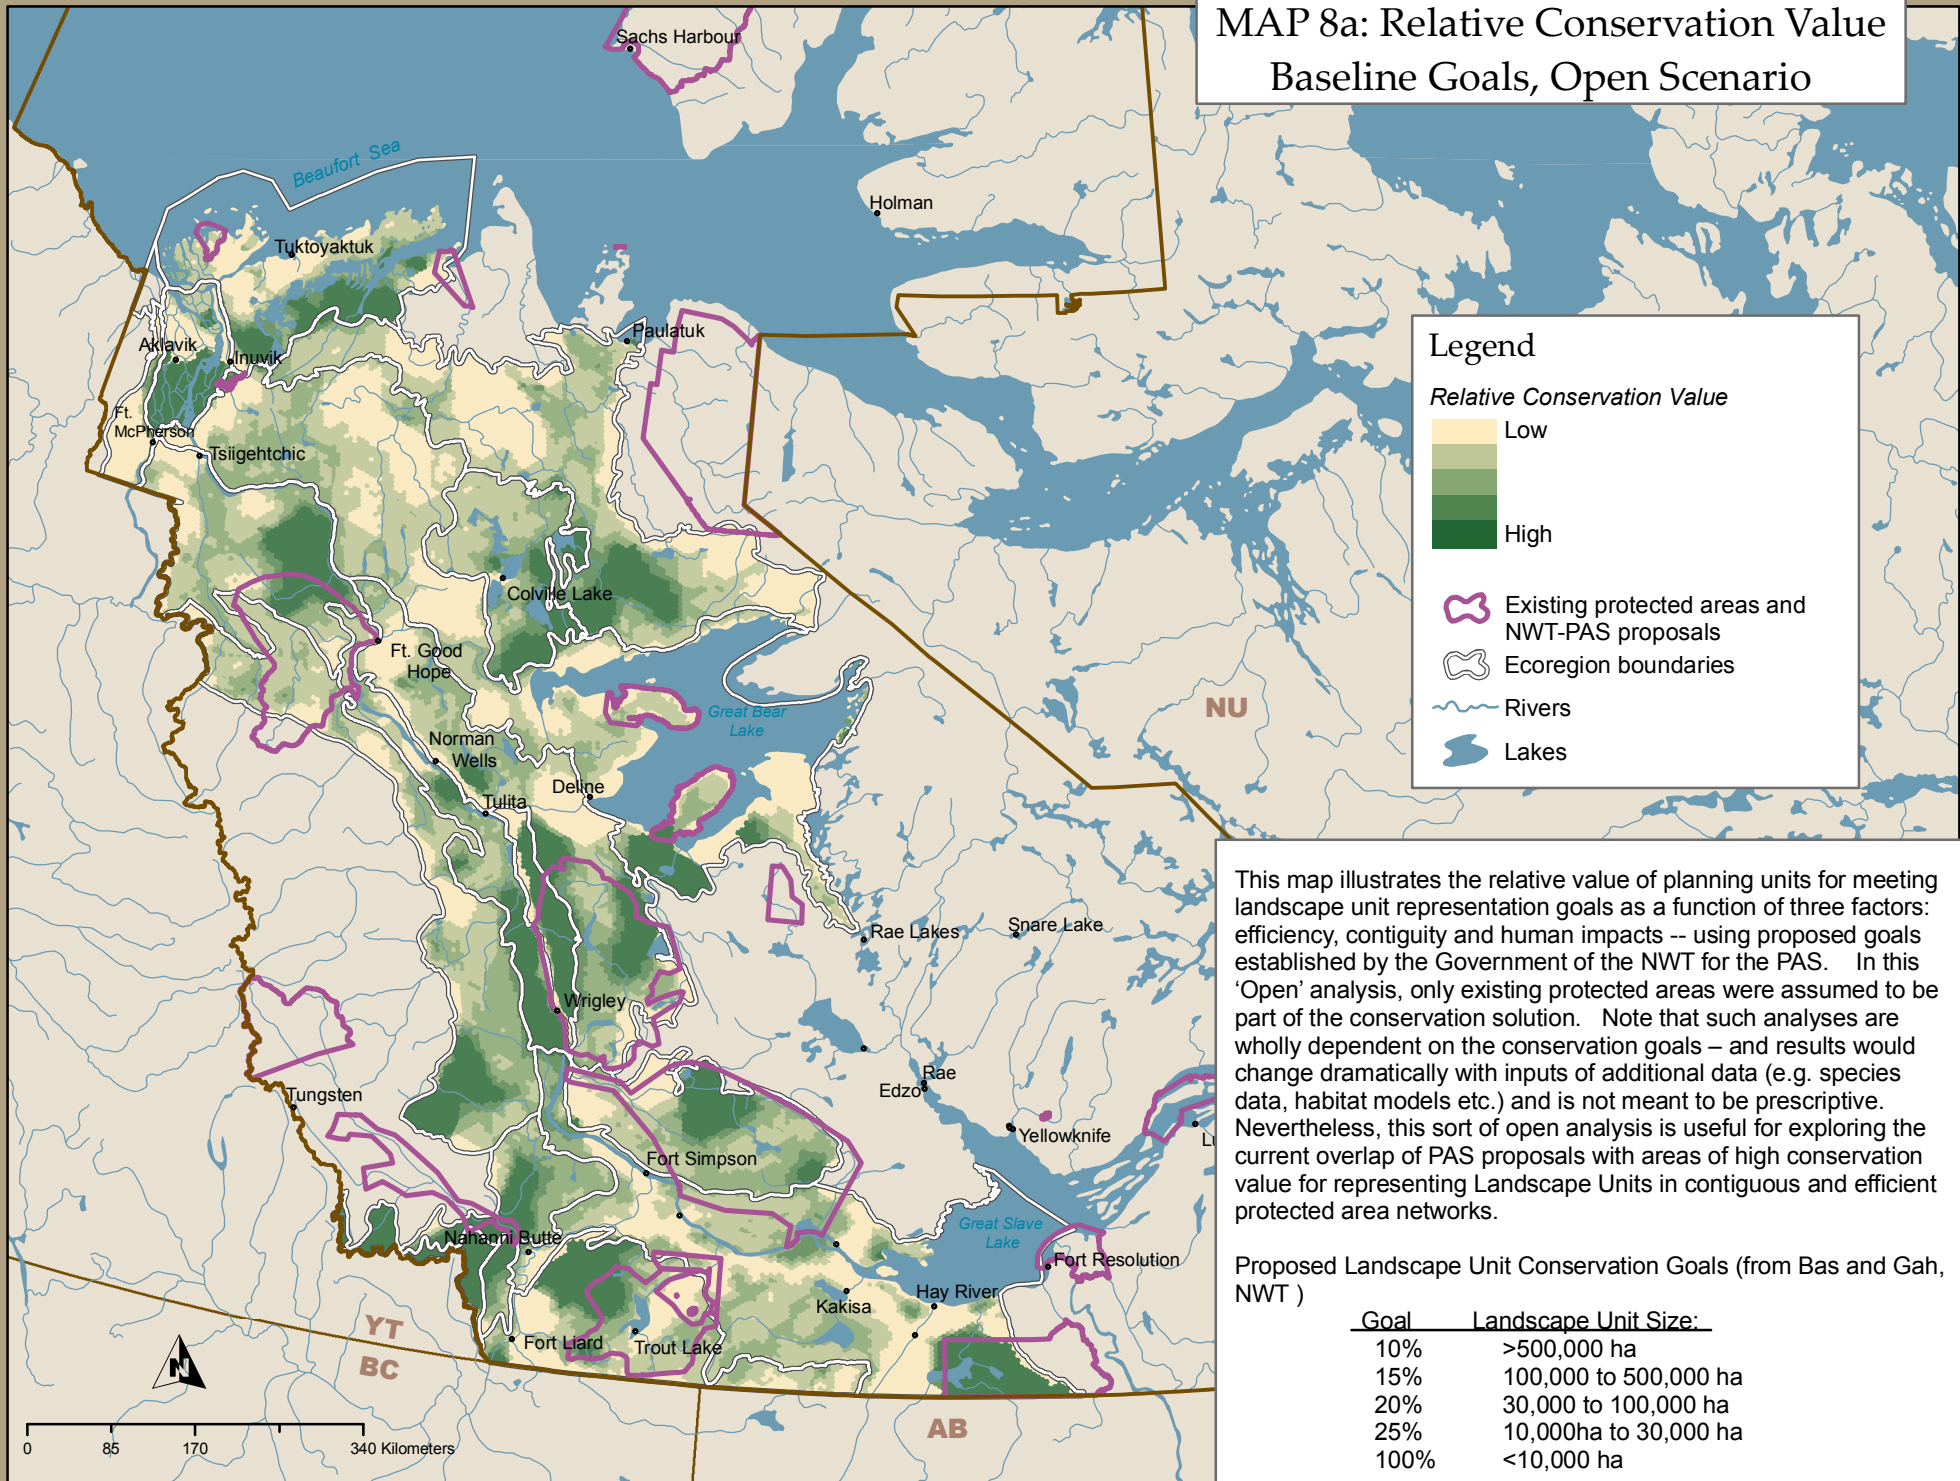 MAP 8a: Relative Conservation Value
Baseline Goals, Open Scenario
Sachs Harbour
Beaufort Sea
Holman
Tuktoyaktuk
Paulatuk
Aklavik
Inuvik
Ft.
McPherson
Tsiigehtchic
Colville Lake
Ft. Good
Hope
Great Bear
Lake
NU
Norman
Wells
Deline
Tulita
Rae Lakes
Snare Lake
Wrigley
Rae
Edzo
Tungsten
Yellowknife
Lu
Fort Simpson
Nahanni Butte
Great Slave
Lake
Fort Resolution
Hay River
Kakisa
Fort Liard
Trout Lake
YT
BC
AB
N
0 85 170 340 Kilometers
Legend
Relative Conservation Value
Low
High
Existing protected areas and
NWT-PAS proposals
Ecoregion boundaries
Rivers
Lakes
This map illustrates the relative value of planning units for meeting
landscape unit representation goals as a function of three factors:
efficiency, contiguity and human impacts -- using proposed goals
established by the Government of the NWT for the PAS. In this
‘Open’ analysis, only existing protected areas were assumed to be
part of the conservation solution. Note that such analyses are
wholly dependent on the conservation goals – and results would
change dramatically with inputs of additional data (e.g. species
data, habitat models etc.) and is not meant to be prescriptive.
Nevertheless, this sort of open analysis is useful for exploring the
current overlap of PAS proposals with areas of high conservation
value for representing Landscape Units in contiguous and efficient
protected area networks.
Proposed Landscape Unit Conservation Goals (from Bas and Gah,
NWT )
Goal Landscape Unit Size:
10% >500,000 ha
15% 100,000 to 500,000 ha
20% 30,000 to 100,000 ha
25% 10,000ha to 30,000 ha
100% <10,000 ha